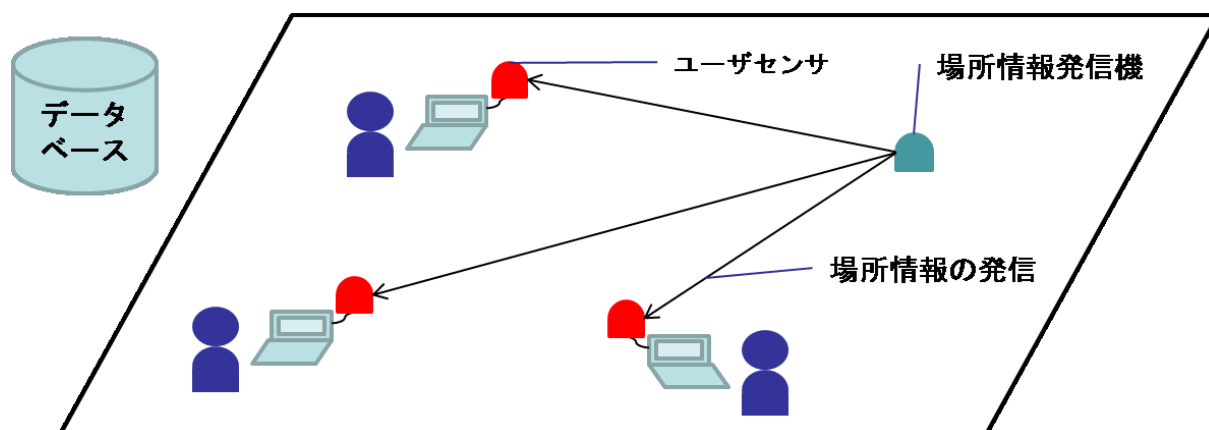 データ
ベース
ユーザセンサ
場所情報発信機
場所情報の発信